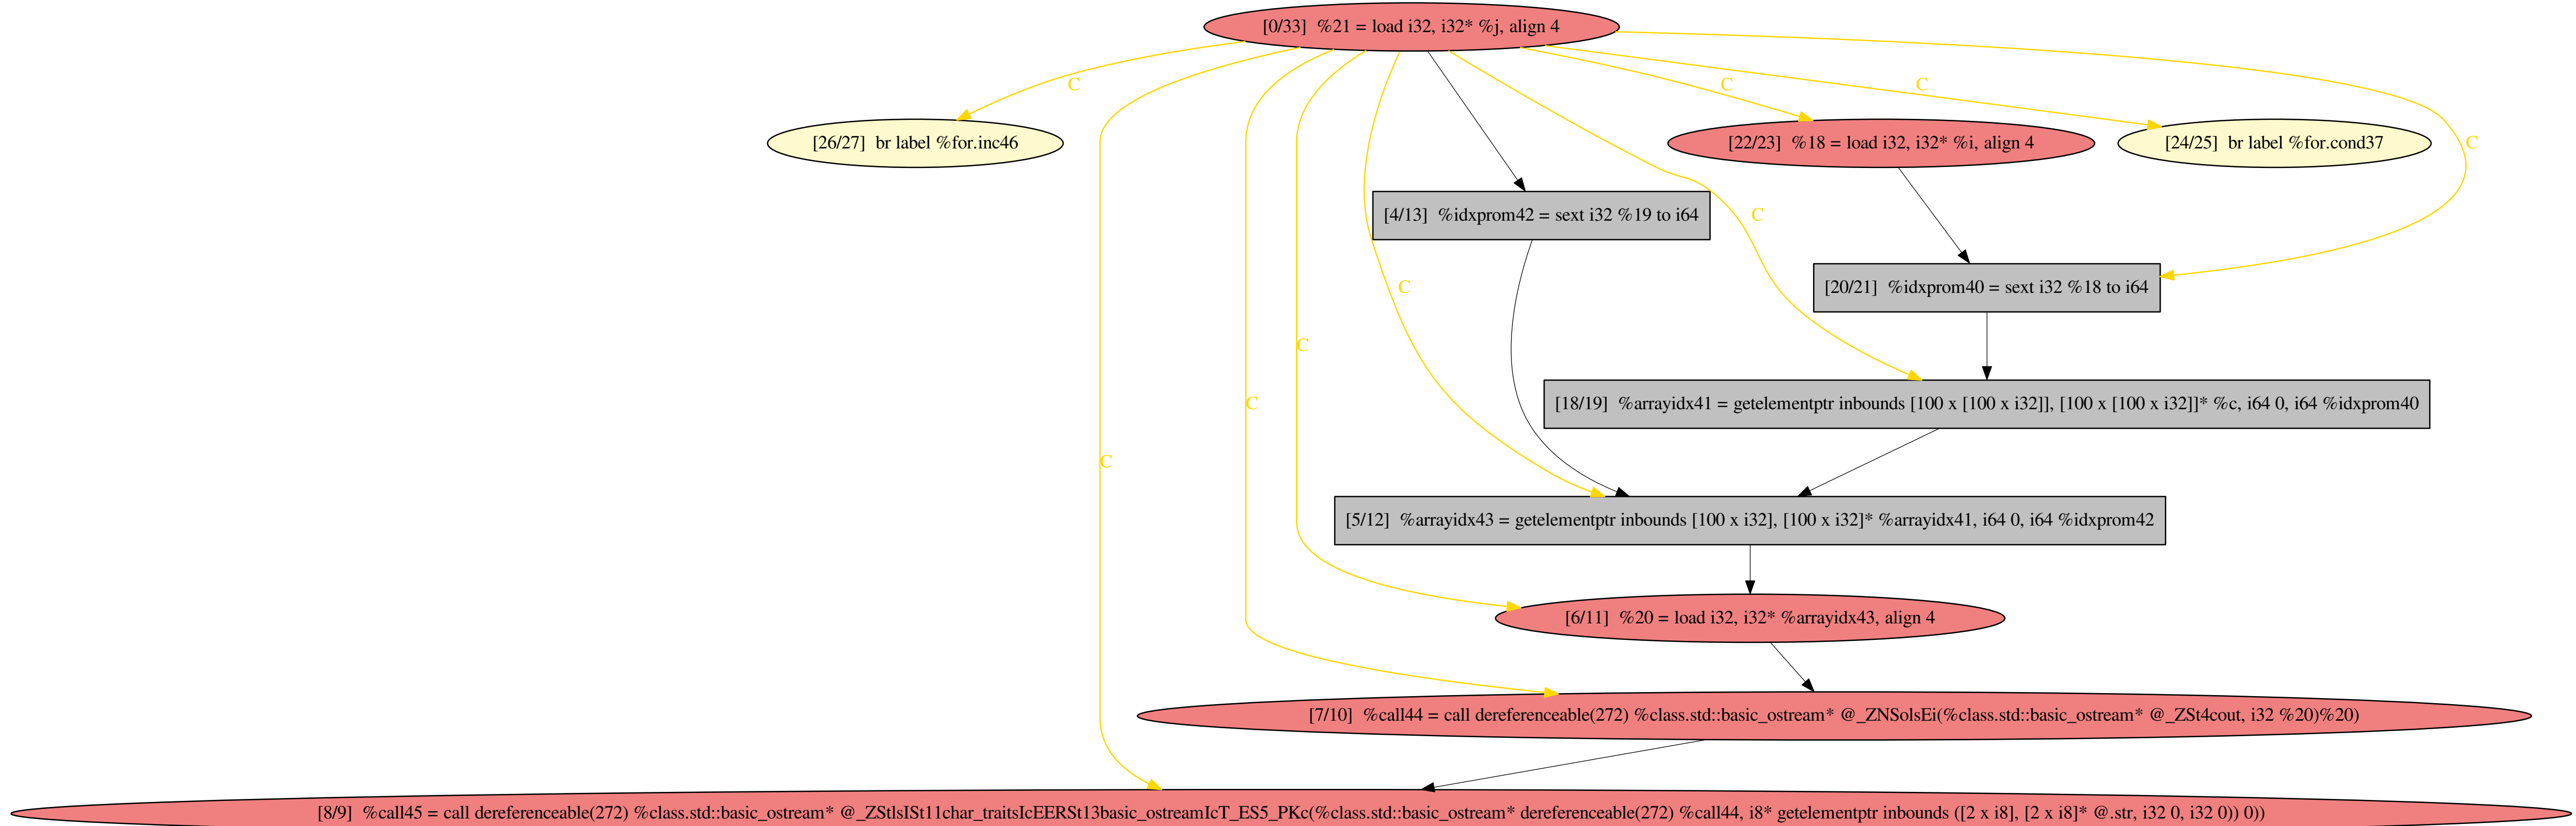 [0/33] %21 = load i32, i32* %j, align 4
C
C
C
[26/27] br label %for.inc46
[22/23] %18 = load i32, i32* %i, align 4
[24/25] br label %for.cond37
C
[4/13] %idxprom42 = sext i32 %19 to i64
C
C
[20/21] %idxprom40 = sext i32 %18 to i64
C
C
[18/19] %arrayidx41 = getelementptr inbounds [100 x [100 x i32]], [100 x [100 x i32]]* %c, i64 0, i64 %idxprom40
C
[5/12] %arrayidx43 = getelementptr inbounds [100 x i32], [100 x i32]* %arrayidx41, i64 0, i64 %idxprom42
[6/11] %20 = load i32, i32* %arrayidx43, align 4
[7/10] %call44 = call dereferenceable(272) %class.std::basic_ostream* @_ZNSolsEi(%class.std::basic_ostream* @_ZSt4cout, i32 %20)%20)
[8/9] %call45 = call dereferenceable(272) %class.std::basic_ostream* @_ZStlsISt11char_traitsIcEERSt13basic_ostreamIcT_ES5_PKc(%class.std::basic_ostream* dereferenceable(272) %call44, i8* getelementptr inbounds ([2 x i8], [2 x i8]* @.str, i32 0, i32 0)) 0))